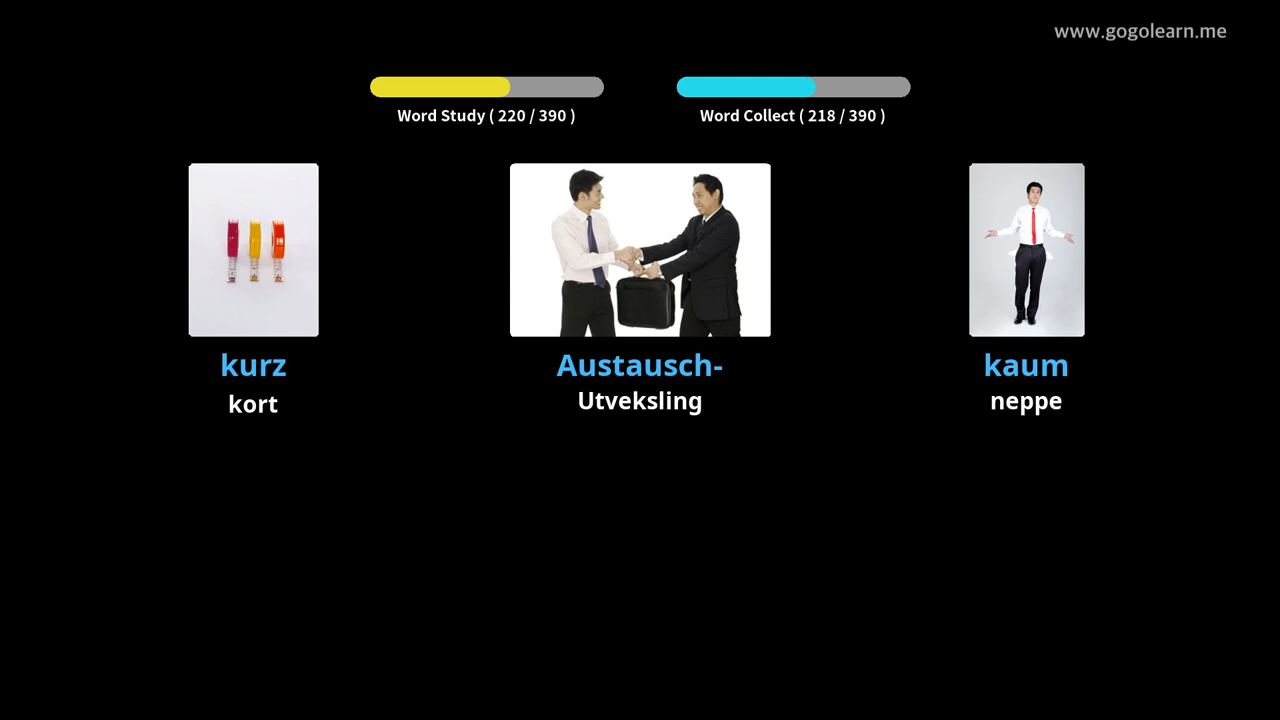 www.gogolearn.me
Word Study ( 220 / 390 )
Word Collect ( 218 / 390 )
kurz
kort
Austausch-
Utveksling
kaum
neppe